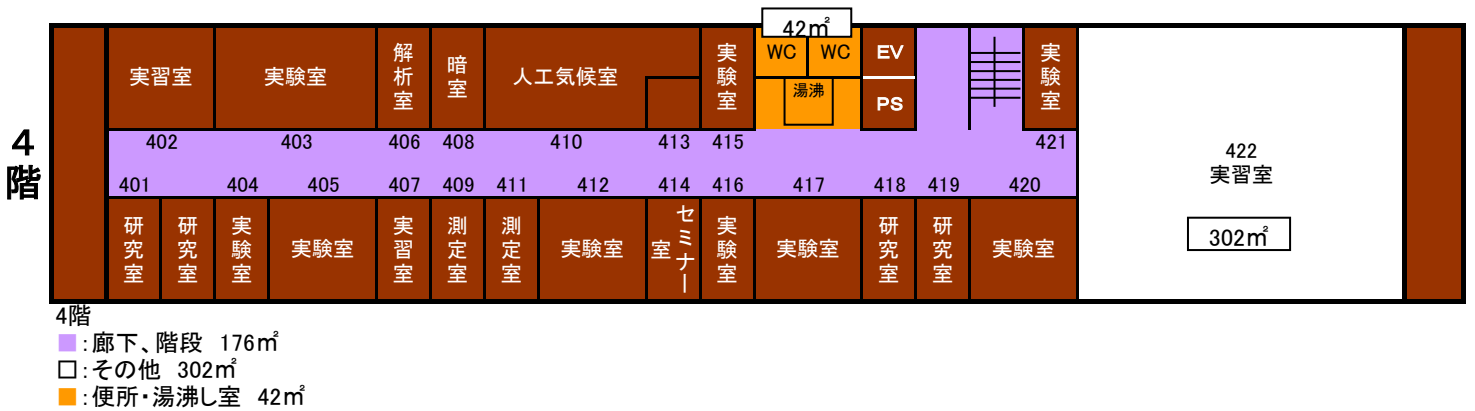 42㎡
4階
実習室
実験室
解析室
暗室
人工気候室
実験室
WC
WC
湯沸
EV
PS
実験室
402
403
406
408
410
413
415
421
401
404
405
407
409
411
412
414
416
417
418
419
420
422
実習室
302㎡
研究室
研究室
実験室
実験室
実習室
測定室
測定室
実験室
セミナー室
実験室
実験室
研究室
研究室
実験室
4階
:廊下、階段 176㎡
:その他 302㎡
:便所・湯沸し室 42㎡